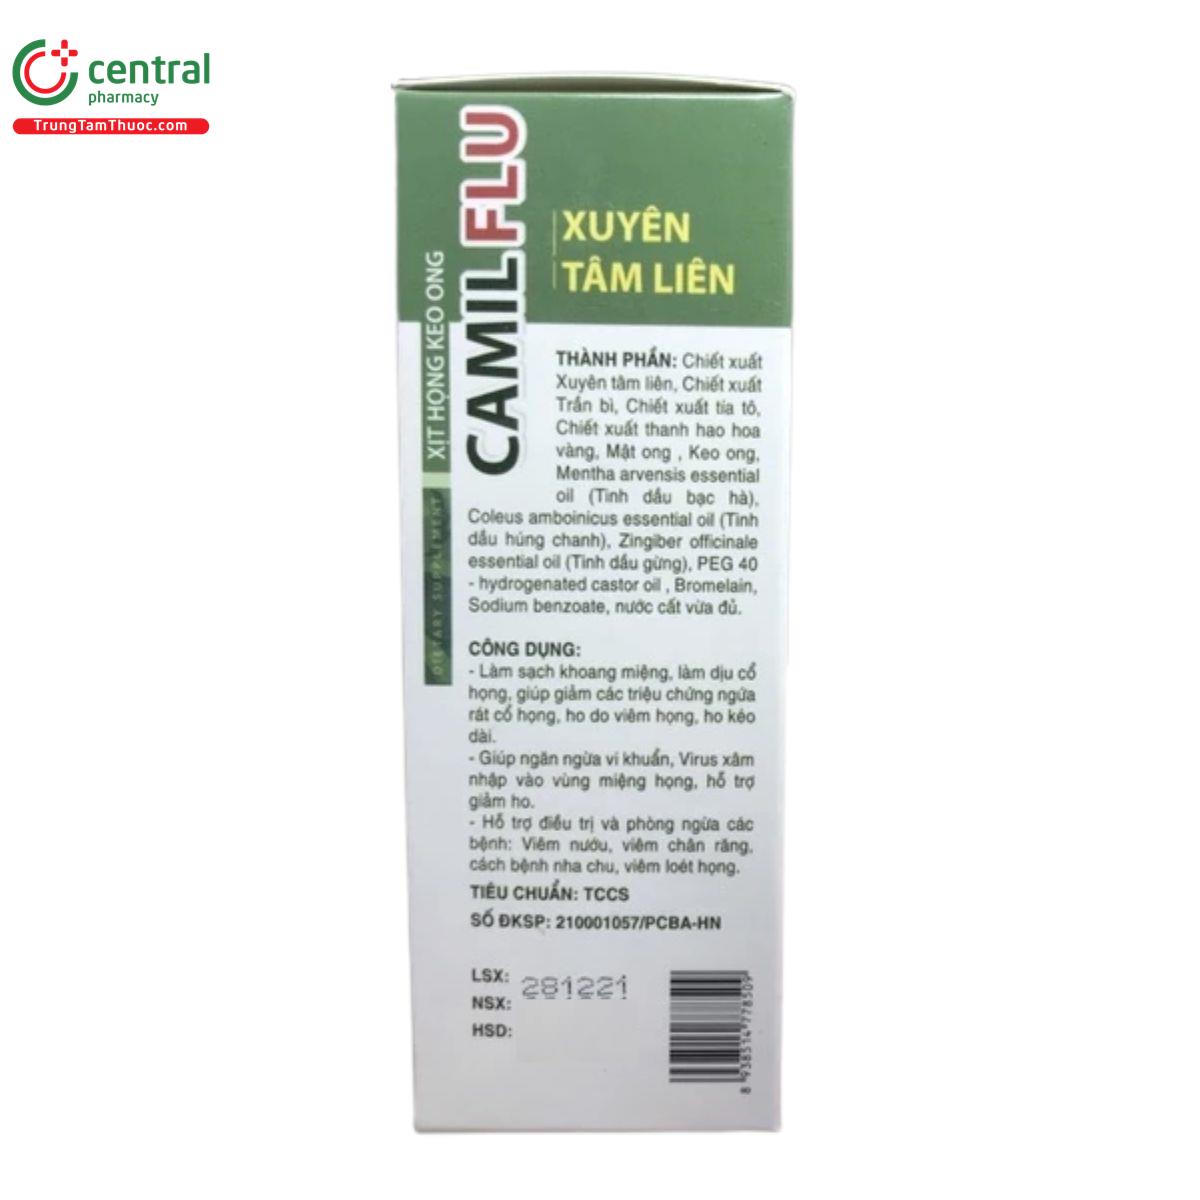 central
pharmacy
TrungTamThuoc.com
XỊT HỌNG KEO ONG
DIETARY SUPPLEMENT
CAMILFLU
XUYÊN
TÂM LIÊN
THÀNH PHẦN: Chiết xuất
Xuyên tâm liên, Chiết xuất
Trần bì, Chiết xuất tía tô,
Chiết xuất thanh hao hoa
vàng, Mật ong , Keo ong,
Mentha arvensis essential
oil (Tinh dầu bạc hà),
Coleus amboinicus essential oil (Tinh
dầu húng chanh), Zingiber officinale
essential oil (Tinh dầu gừng), PEG 40
- hydrogenated castor oil , Bromelain,
Sodium benzoate, nước cất vừa đủ.
CÔNG DỤNG:
- Làm sạch khoang miệng, làm dịu cổ
họng, giúp giảm các triệu chứng ngứa
rát cổ họng, ho do viêm họng, ho kéo
dài.
- Giúp ngăn ngừa vi khuẩn, Virus xâm
nhập vào vùng miệng họng, hỗ trợ
giảm ho.
- Hỗ trợ điều trị và phòng ngừa các
bệnh: Viêm nướu, viêm chân răng,
cách bệnh nha chu, viêm loét họng.
TIÊU CHUẨN: TCCS
SỐ ĐKSP: 210001057/PCBA-HN
LSX: 281221
NSX:
HSD:
8 938514 778509